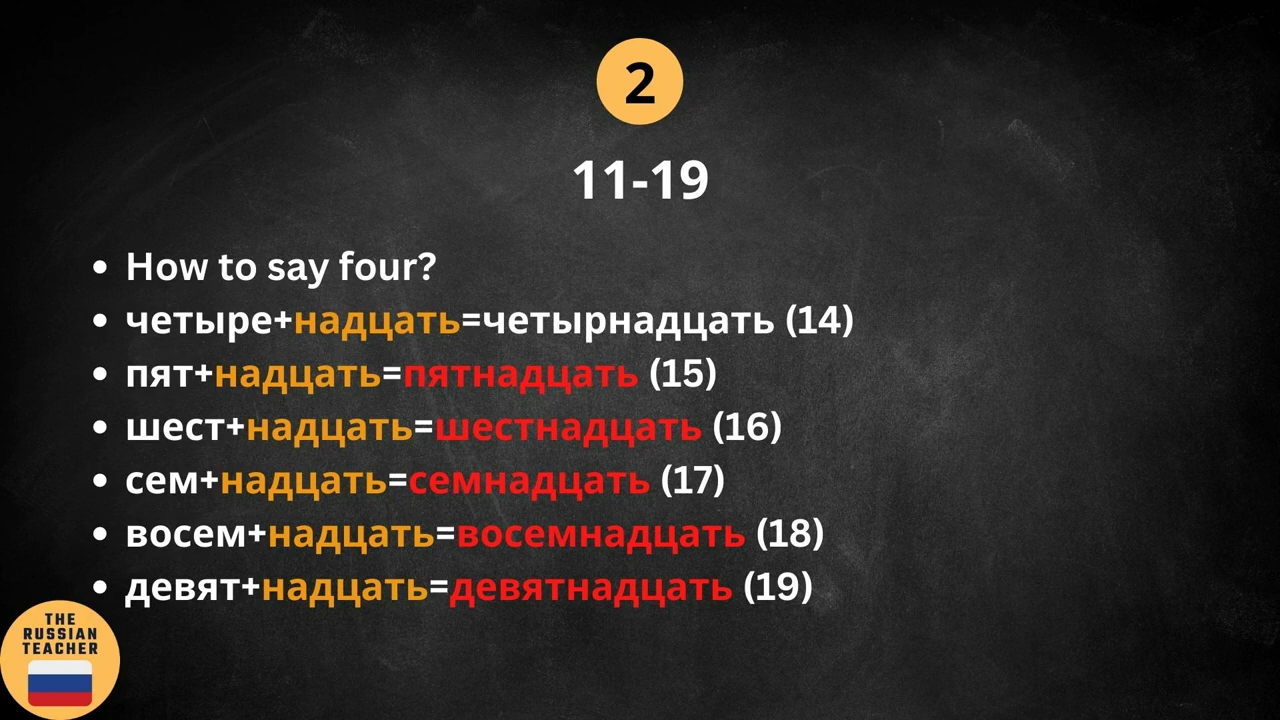 2
11-19
• How to say four?
• четыре+надцать=четырнадцать (14)
• пят+надцать=пятнадцать (15)
• шест+надцать=шестнадцать (16)
• сем+надцать=семнадцать (17)
• восем+надцать=восемнадцать (18)
• девят+надцать=девятнадцать (19)
THE
RUSSIAN
TEACHER